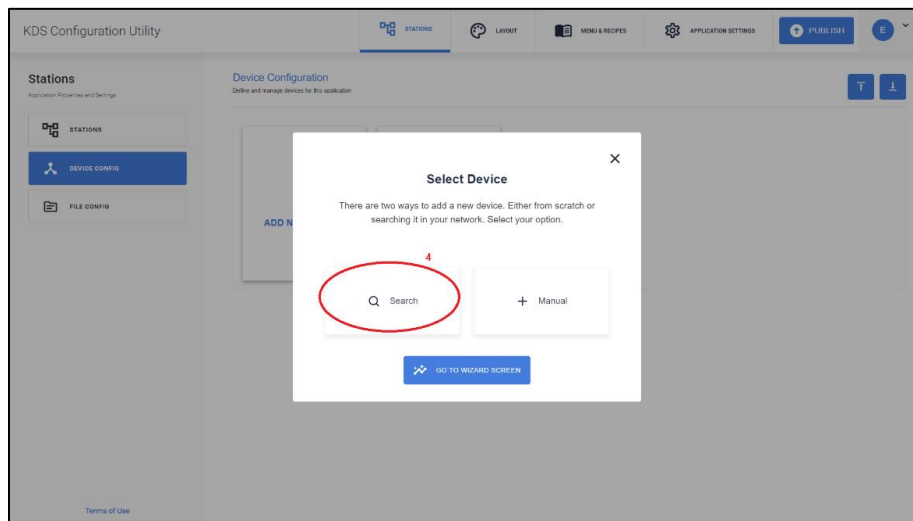 KDS Configuration Utility
STATIONS
LAYOUT
MENU & RECIPES
APPLICATION SETTINGS
PUBLISH
E
Stations
Application Properties and Settings
STATIONS
DEVICE CONFIG
FILE CONFIG
Device Configuration
Define and manage devices for this application
ADD N
Select Device
There are two ways to add a new device. Either from scratch or
searching it in your network. Select your option.
4
Search
Manual
GO TO WIZARD SCREEN
Terms of Use